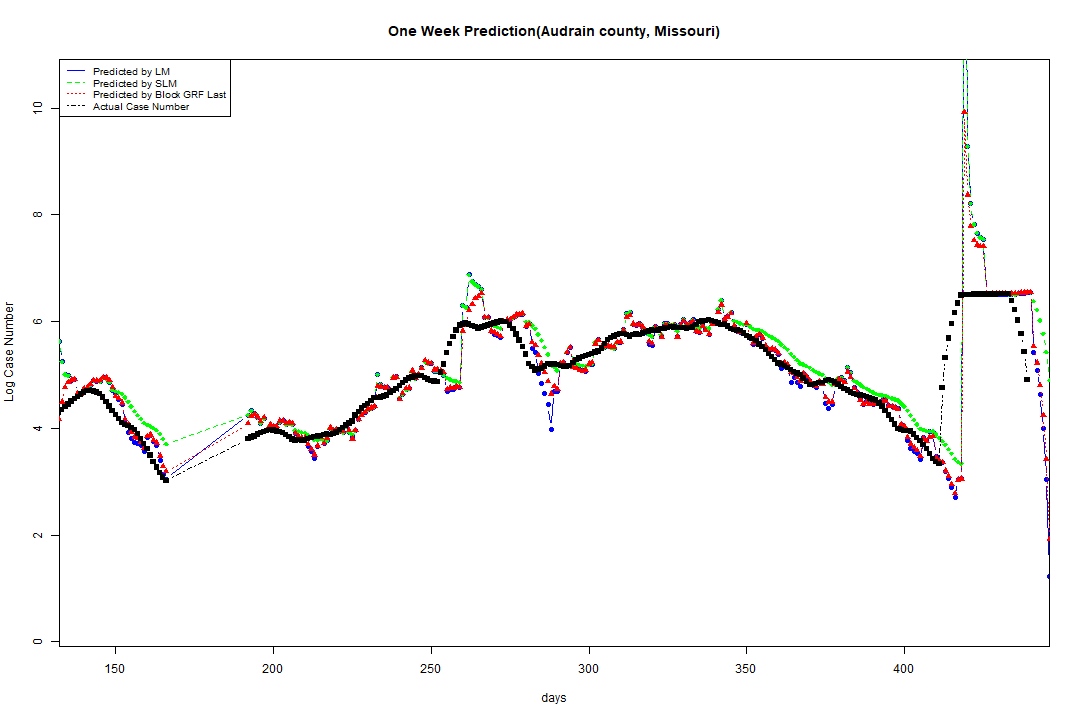 One Week Prediction(Audrain county, Missouri)
Predicted by LM
Predicted by SLM
Predicted by Block GRF Last
Actual Case Number
Log Case Number
10
8
6
4
2
0
150 200 250 300 350 400
days